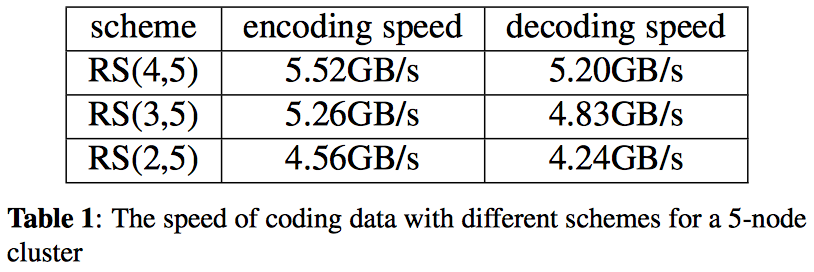 scheme encoding speed decoding speed
RS(4,5) 5.52GB/s 5.20GB/s
RS(3,5) 5.26GB/s 4.83GB/s
RS(2,5) 4.56GB/s 4.24GB/s
Table 1: The speed of coding data with different schemes for a 5-node
cluster